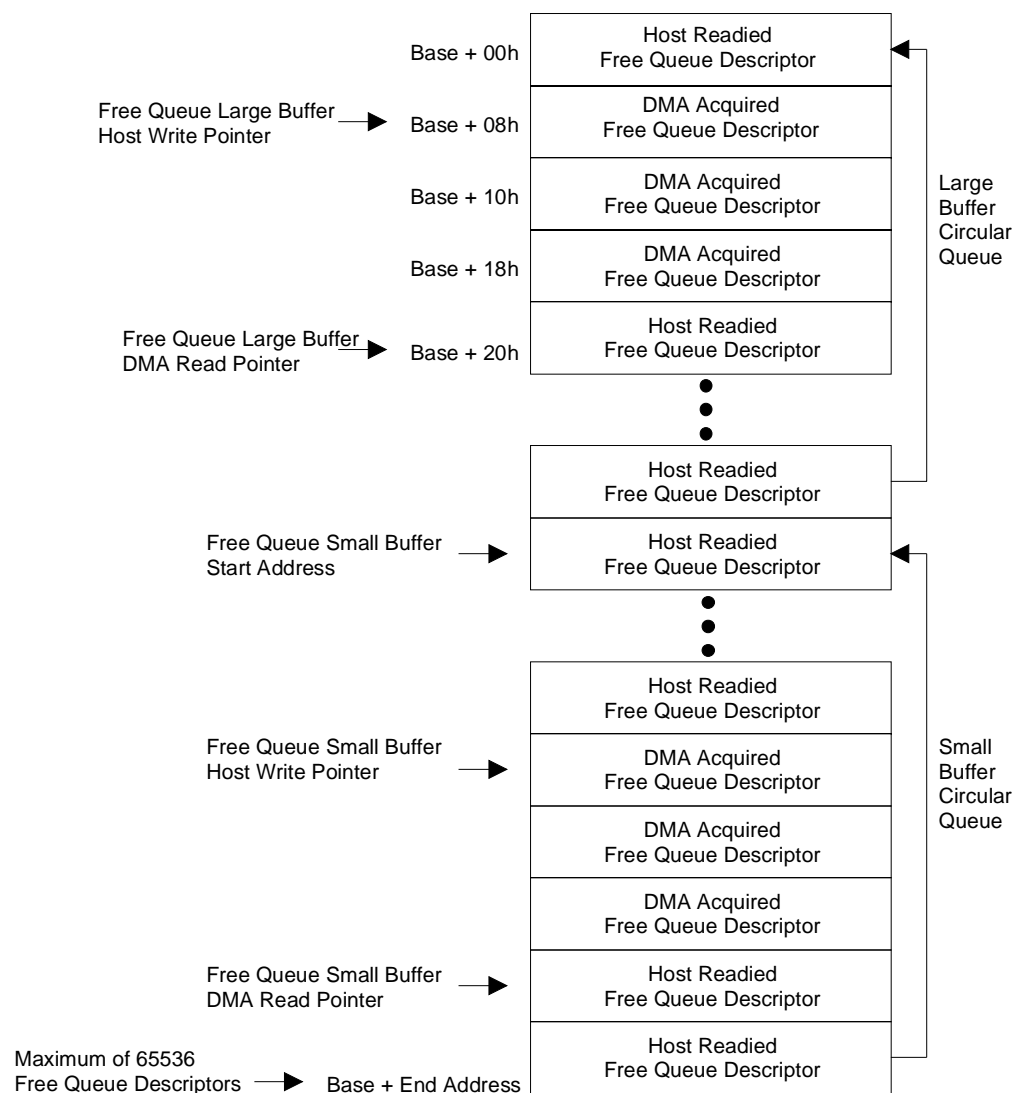 Base + 00h
Host Readied
Free Queue Descriptor
Free Queue Large Buffer
Host Write Pointer
Base + 08h
DMA Acquired
Free Queue Descriptor
Base + 10h
DMA Acquired
Free Queue Descriptor
Large
Buffer
Circular
Queue
Base + 18h
DMA Acquired
Free Queue Descriptor
Free Queue Large Buffer
DMA Read Pointer
Base + 20h
Host Readied
Free Queue Descriptor
Host Readied
Free Queue Descriptor
Free Queue Small Buffer
Start Address
Host Readied
Free Queue Descriptor
Host Readied
Free Queue Descriptor
Free Queue Small Buffer
Host Write Pointer
DMA Acquired
Free Queue Descriptor
Small
Buffer
Circular
Queue
DMA Acquired
Free Queue Descriptor
DMA Acquired
Free Queue Descriptor
Free Queue Small Buffer
DMA Read Pointer
Host Readied
Free Queue Descriptor
Host Readied
Free Queue Descriptor
Maximum of 65536
Free Queue Descriptors
Base + End Address